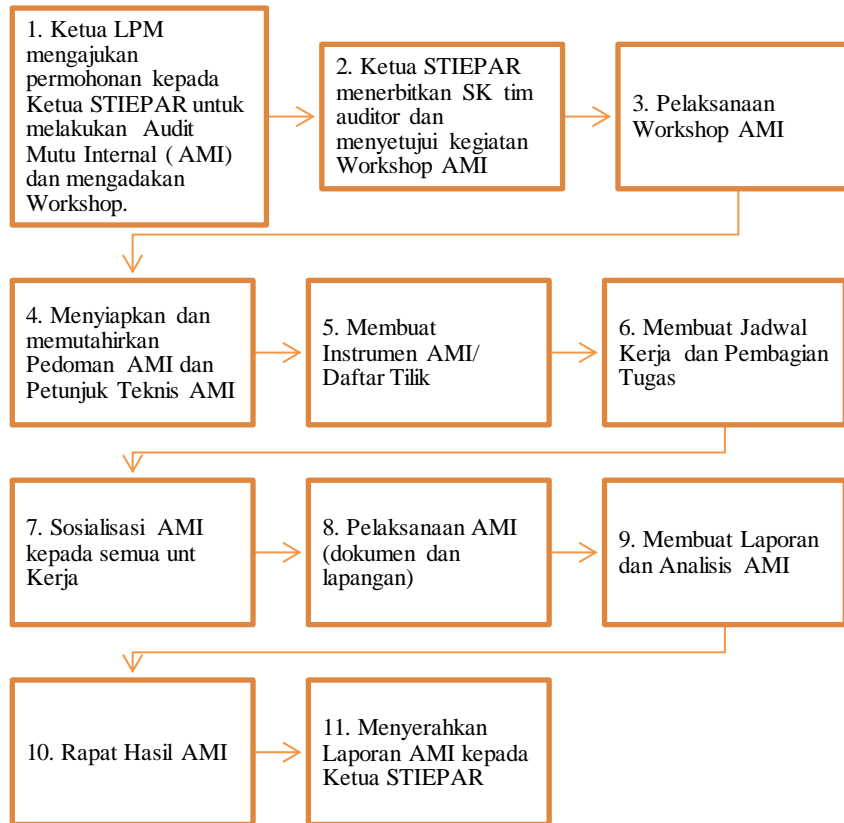 1. Ketua LPM
mengajukan
permohonan kepada
Ketua STIEPAR untuk
melakukan Audit
Mutu Internal ( AMI)
dan mengadakan
Workshop.
2. Ketua STIEPAR
menerbitkan SK tim
auditor dan
menyetujui kegiatan
Workshop AMI
3. Pelaksanaan
Workshop AMI
4. Menyiapkan dan
memutahirkan
Pedoman AMI dan
Petunjuk Teknis AMI
5. Membuat
Instrumen AMI/
Daftar Tilik
6. Membuat Jadwal
Kerja dan Pembagian
Tugas
7. Sosialisasi AMI
kepada semua unt
Kerja
8. Pelaksanaan AMI
(dokumen dan
lapangan)
9. Membuat Laporan
dan Analisis AMI
10. Rapat Hasil AMI
11. Menyerahkan
Laporan AMI kepada
Ketua STIEPAR